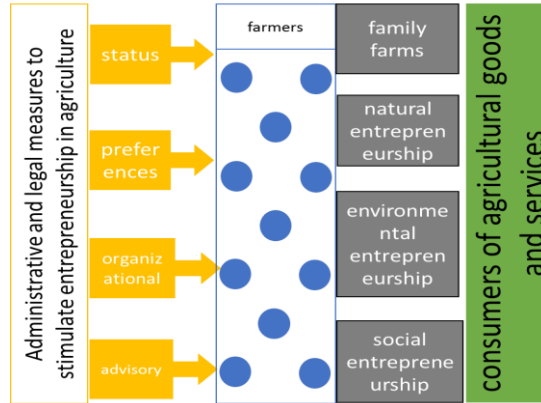 Administrative and legal measures to
stimulate entrepreneurship in agriculture
status
prefer
ences
organiz
ational
advisory
farmers
family
farms
natural
entrepren
eurship
environme
ntal
entrepren
eurship
social
entreprene
urship
consumers of agricultural goods
and services